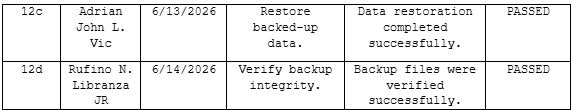 12c Adrian 6/13/2026 Restore Data restoration PASSED
John L. backed-up completed
Vic data. successfully.
12d Rufino N. 6/14/2026 Verify backup Backup files were PASSED
Libranza integrity. verified
JR successfully.